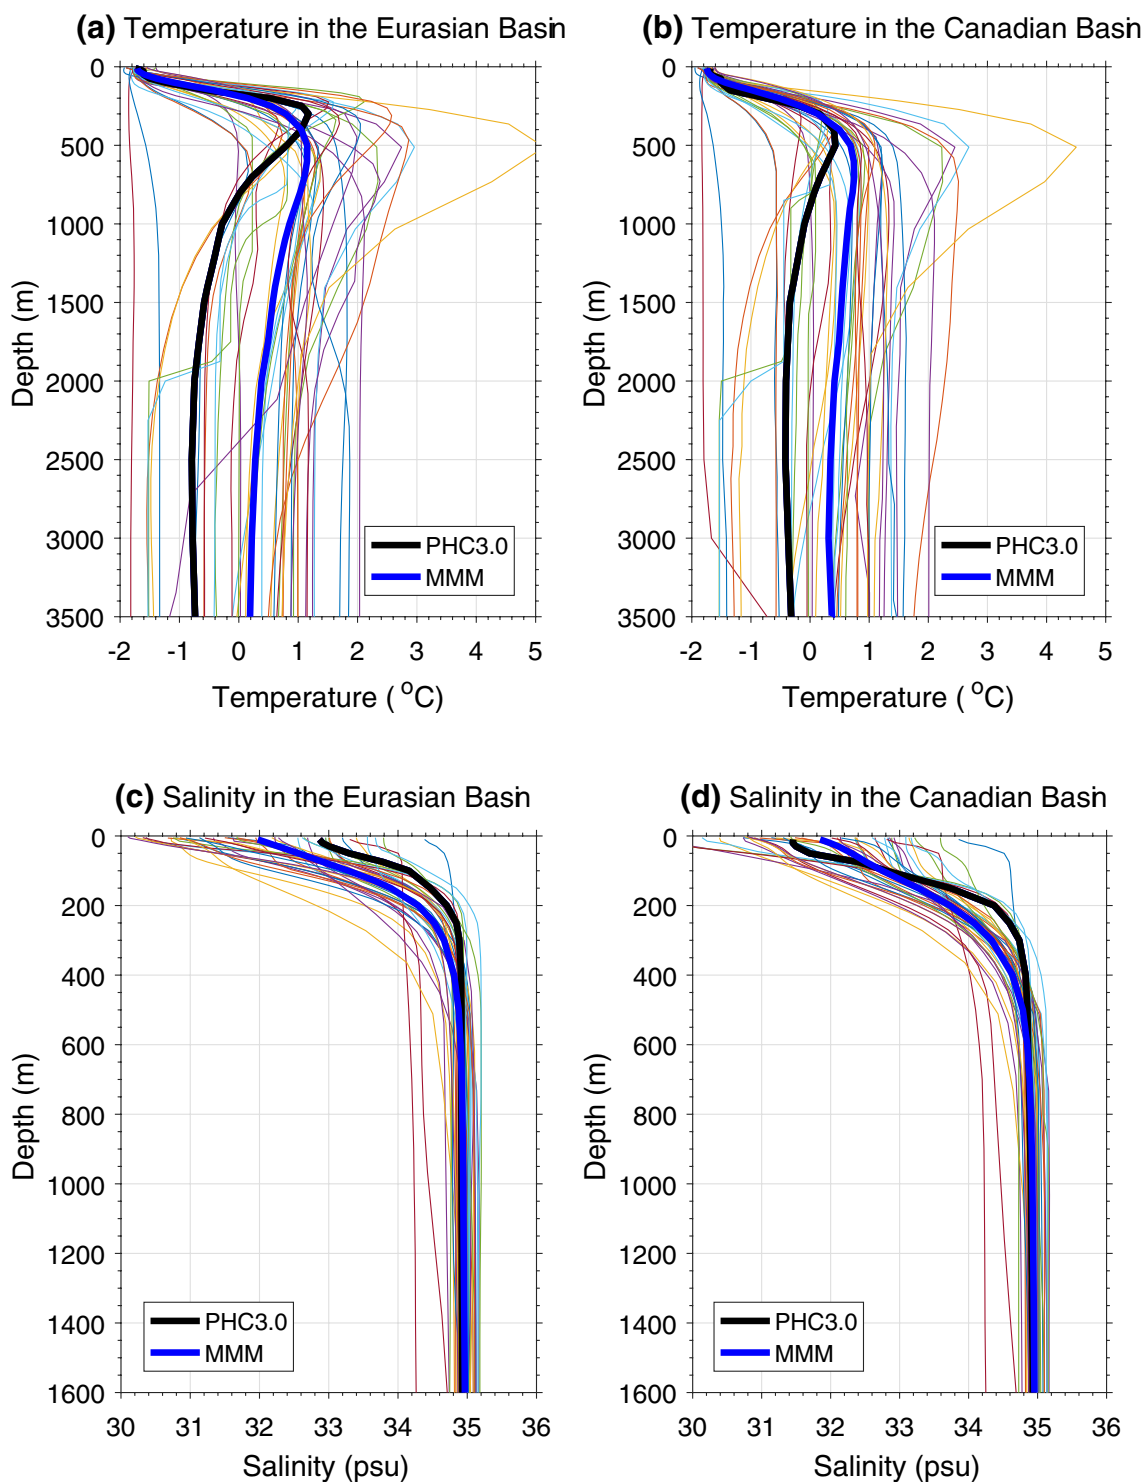 (a) Temperature in the Eurasian Basin
(b) Temperature in the Canadian Basin
0
500
1000
1500
2000
2500
3000
3500
Depth (m)
-2 -1 0 1 2 3 4 5
Temperature ( °C)
PHC3.0
MMM
0
500
1000
1500
2000
2500
3000
3500
Depth (m)
-2 -1 0 1 2 3 4 5
Temperature ( °C)
PHC3.0
MMM
(c) Salinity in the Eurasian Basin
(d) Salinity in the Canadian Basin
0
200
400
600
800
1000
1200
1400
1600
Depth (m)
30 31 32 33 34 35 36
Salinity (psu)
PHC3.0
MMM
0
200
400
600
800
1000
1200
1400
1600
Depth (m)
30 31 32 33 34 35 36
Salinity (psu)
PHC3.0
MMM